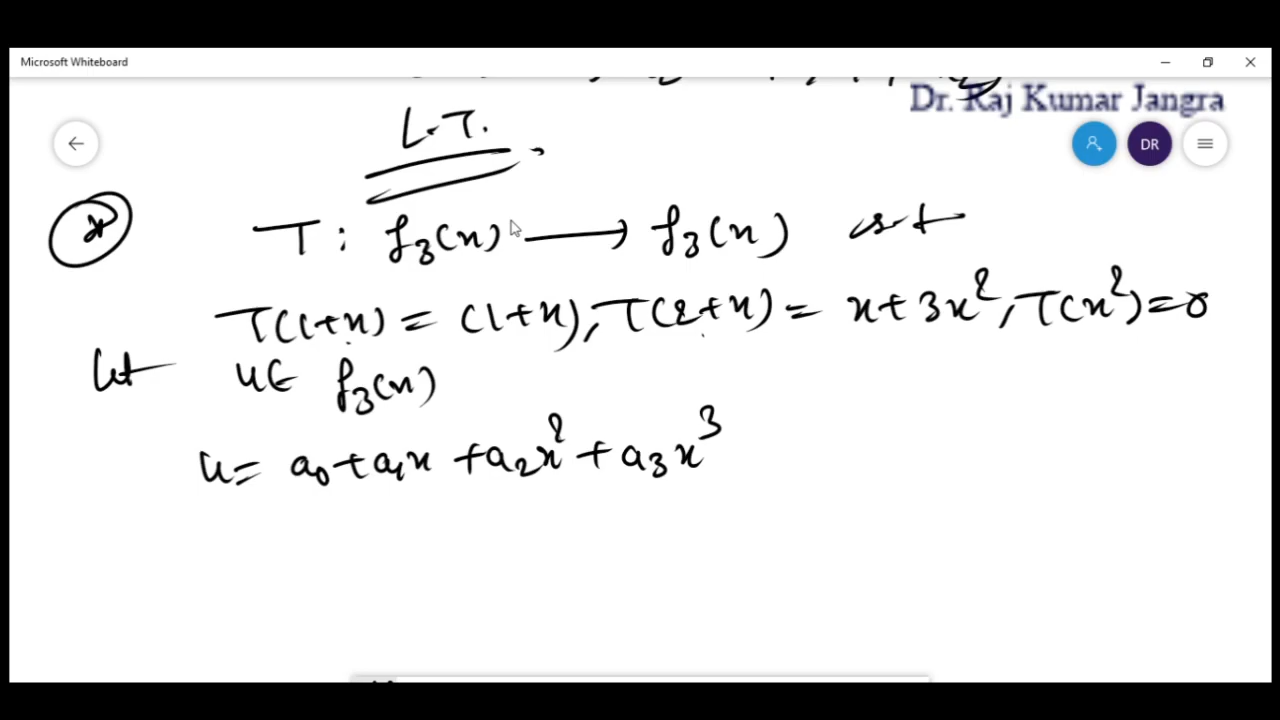 Microsoft Whiteboard
Dr. Raj Kumar Jangra
L.T.
DR
T : P₃(x) ⟶ P₃(x) s.t
T(1+x) = (1+x), T(2+x) = x+3x², T(x²)=0
Let u∈ P₃(x)
u= a₀+a₁x +a₂x²+a₃x³